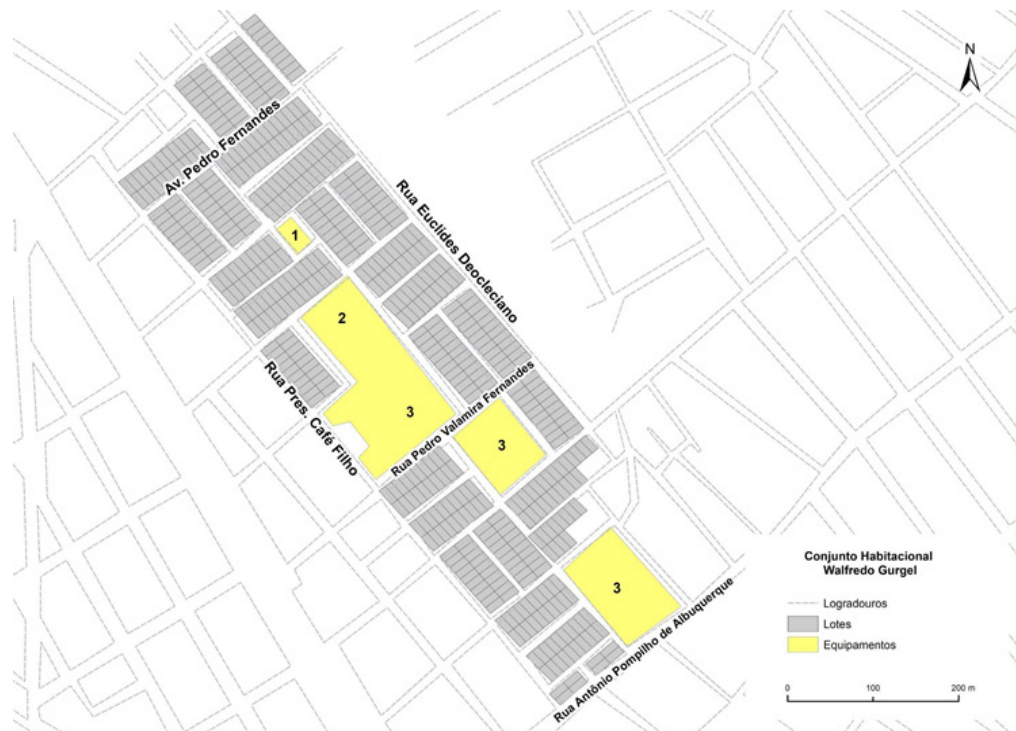 N
Av. Pedro Fernandes
Rua Euclides Deocleciano
1
2
Rua Pres. Café Filho
3
Rua Pedro Valamira Fernandes
3
3
Rua Antônio Pompilho de Albuquerque
Conjunto Habitacional
Walfredo Gurgel
Logradouros
Lotes
Equipamentos
0 100 200 m